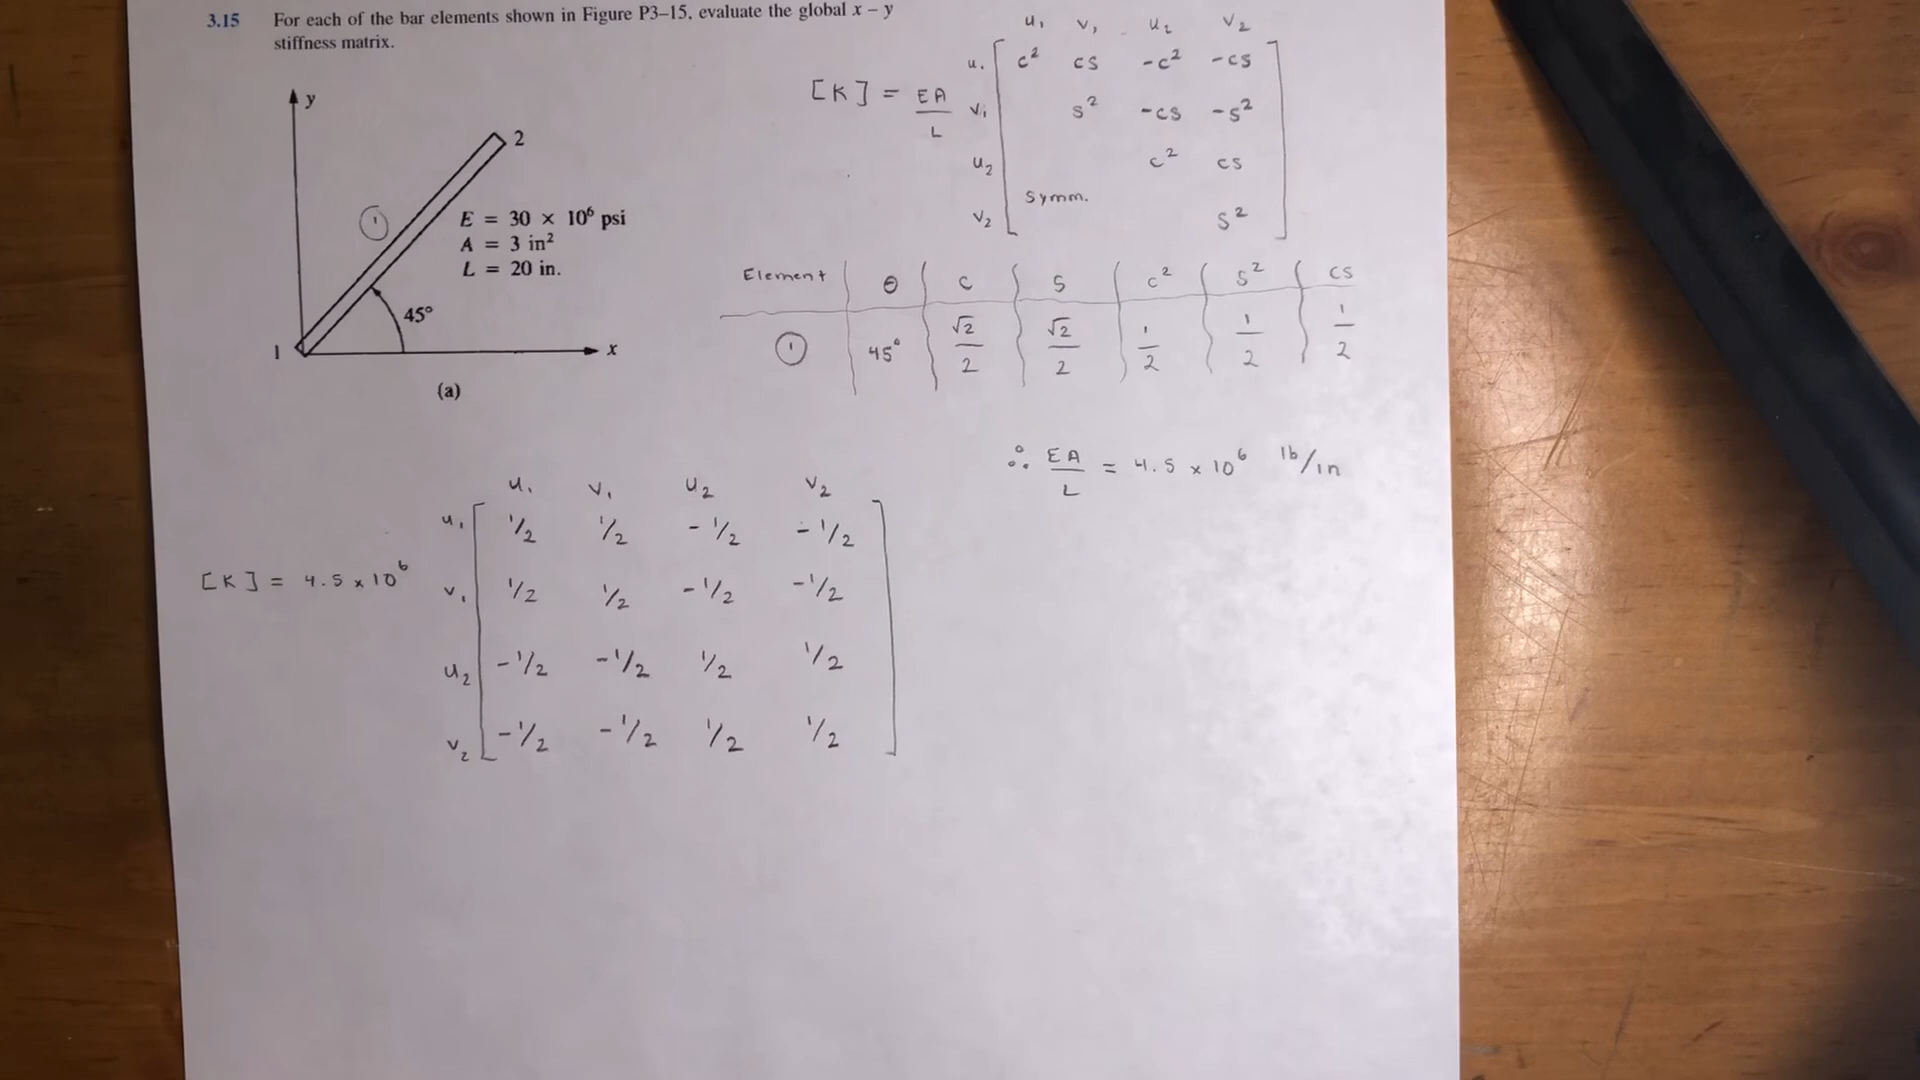 3.15 For each of the bar elements shown in Figure P3–15, evaluate the global x – y
stiffness matrix.
y
2
1
E = 30 × 10⁶ psi
A = 3 in²
L = 20 in.
45°
1
x
(a)
u₁ v₁ u₂ v₂
[K] = EA/L
u₁ c² cs -c² -cs
v₁ s² -cs -s²
u₂ c² cs
Symm.
v₂ s²
Element θ c s c² s² cs
1 45° √2/2 √2/2 1/2 1/2 1/2
∴ EA/L = 4.5 × 10⁶ lb/in
u₁ v₁ u₂ v₂
u₁ 1/2 1/2 -1/2 -1/2
[K] = 4.5 × 10⁶
v₁ 1/2 1/2 -1/2 -1/2
u₂ -1/2 -1/2 1/2 1/2
v₂ -1/2 -1/2 1/2 1/2